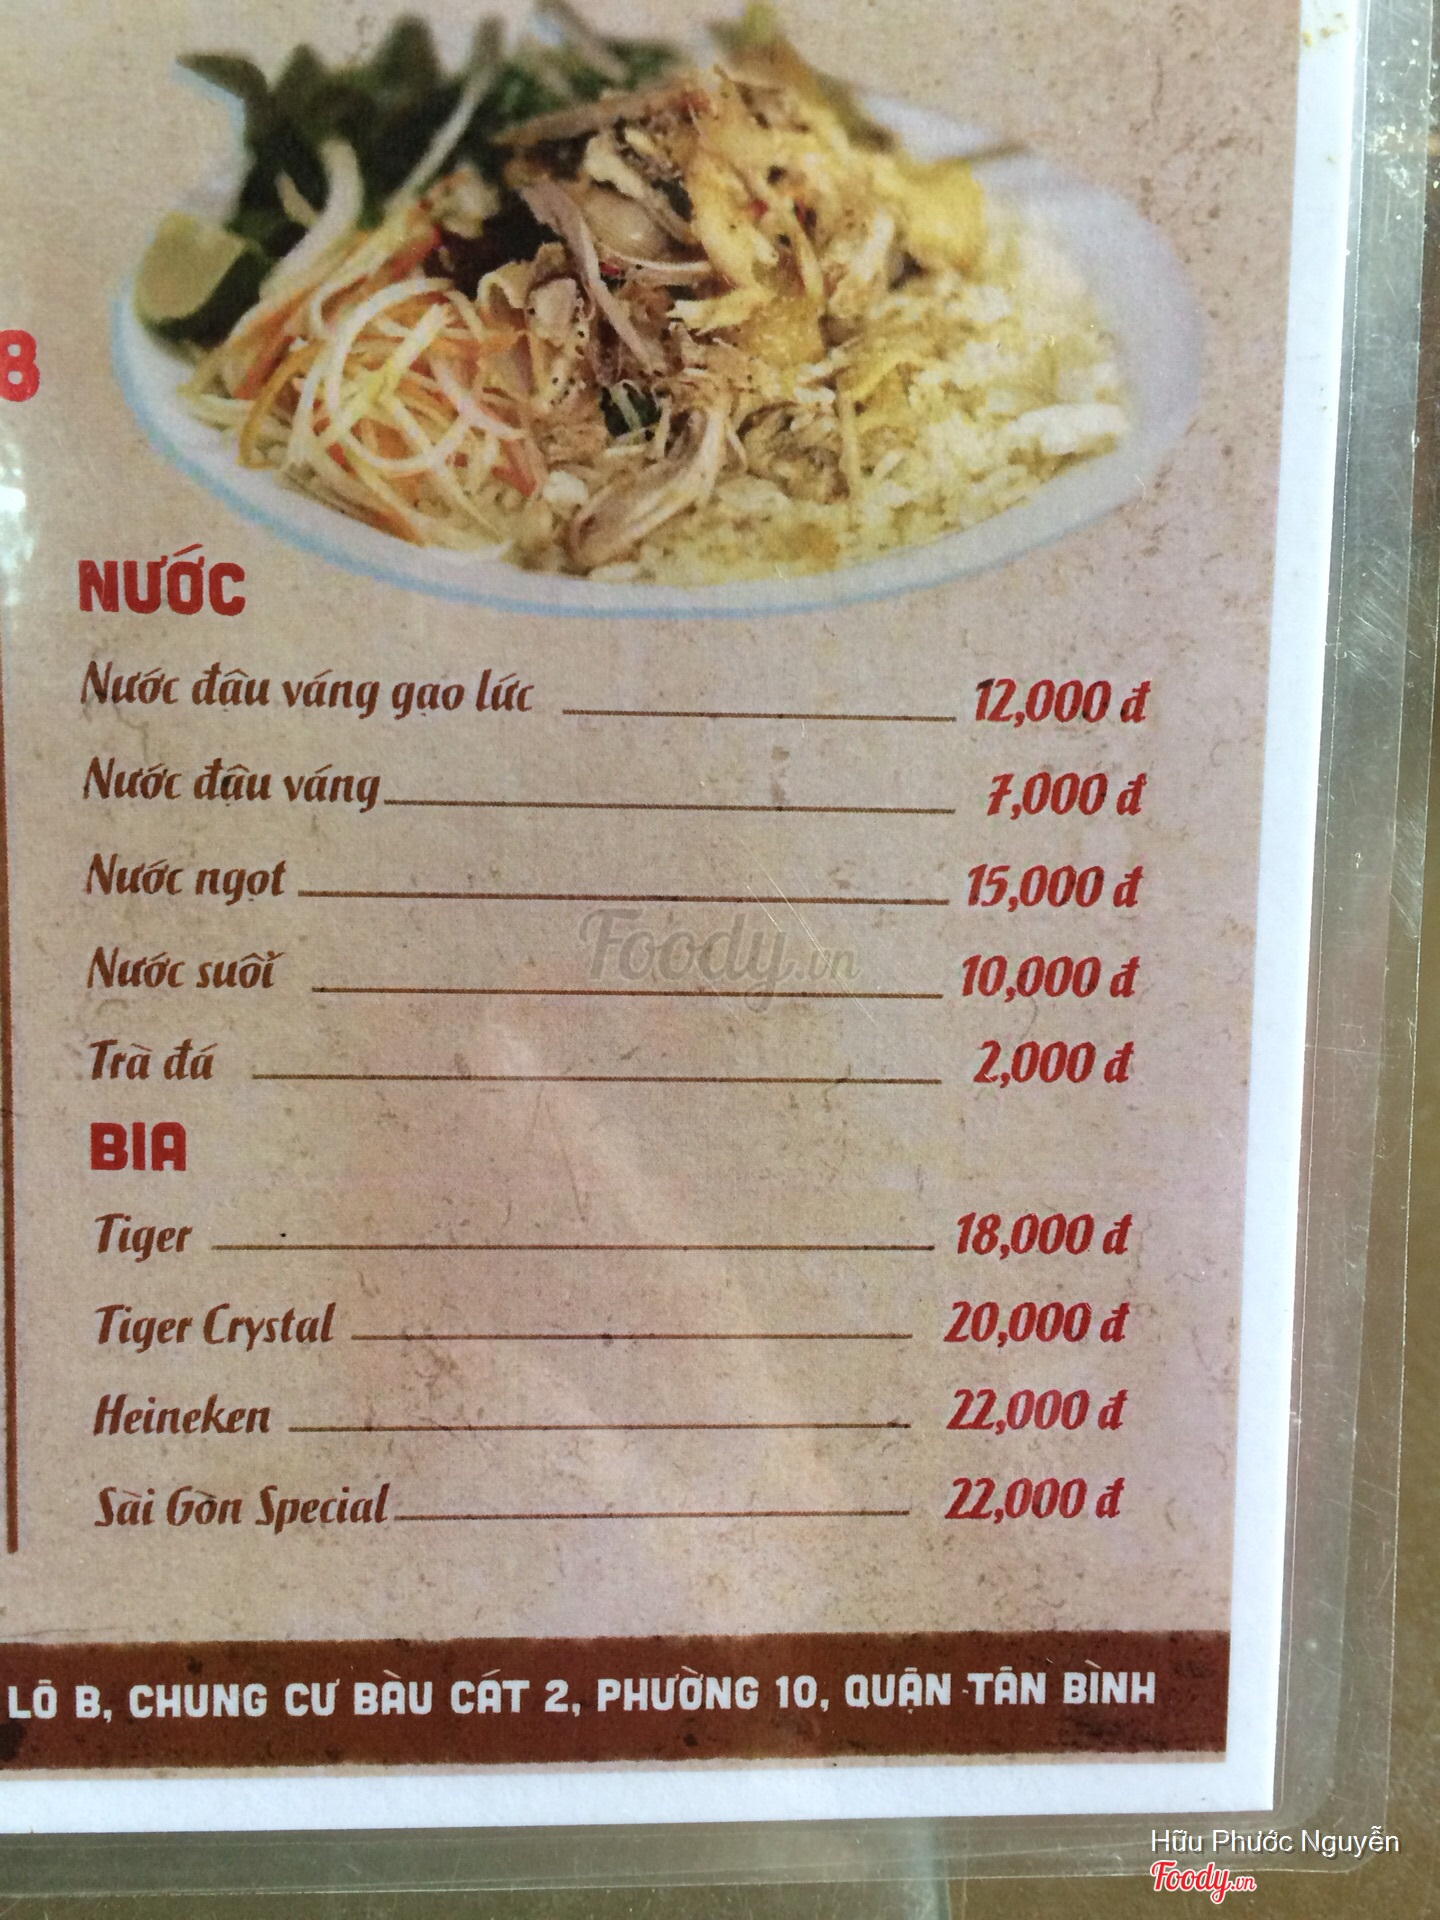 8
NƯỚC
Nước đậu váng gạo lức 12,000 đ
Nước đậu váng 7,000 đ
Nước ngọt 15,000 đ
Nước suối 10,000 đ
Trà đá 2,000 đ
BIA
Tiger 18,000 đ
Tiger Crystal 20,000 đ
Heineken 22,000 đ
Sài Gòn Special 22,000 đ
LÔ B, CHUNG CƯ BÀU CÁT 2, PHƯỜNG 10, QUẬN TÂN BÌNH
Foody.vn
Hữu Phước Nguyễn
Foody.vn